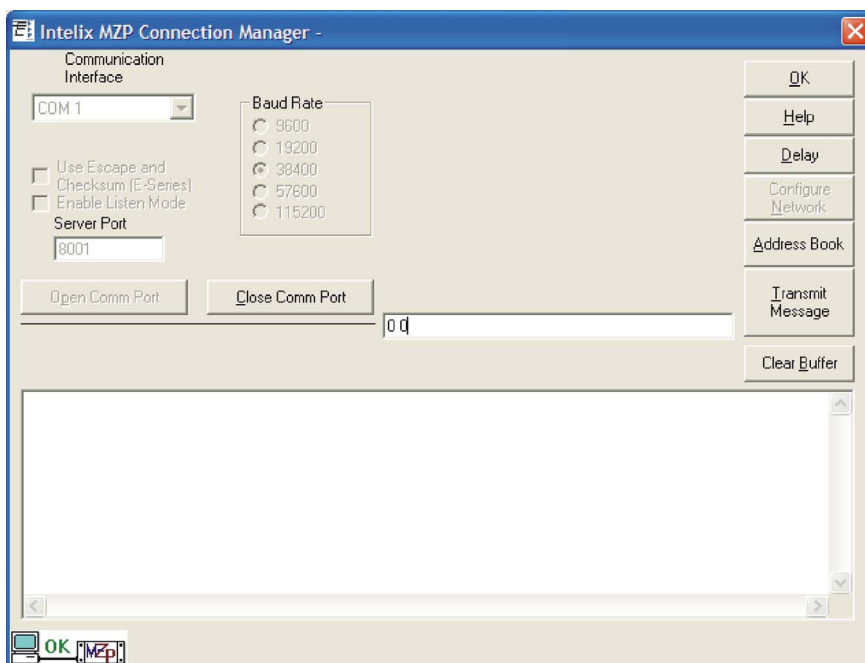 Intelix MZP Connection Manager -
Communication
Interface
COM 1
Baud Rate
9600
19200
38400
57600
115200
Use Escape and
Checksum (E-Series)
Enable Listen Mode
Server Port
8001
Open Comm Port
Close Comm Port
0 0
OK
Help
Delay
Configure
Network
Address Book
Transmit
Message
Clear Buffer
OK
MZp